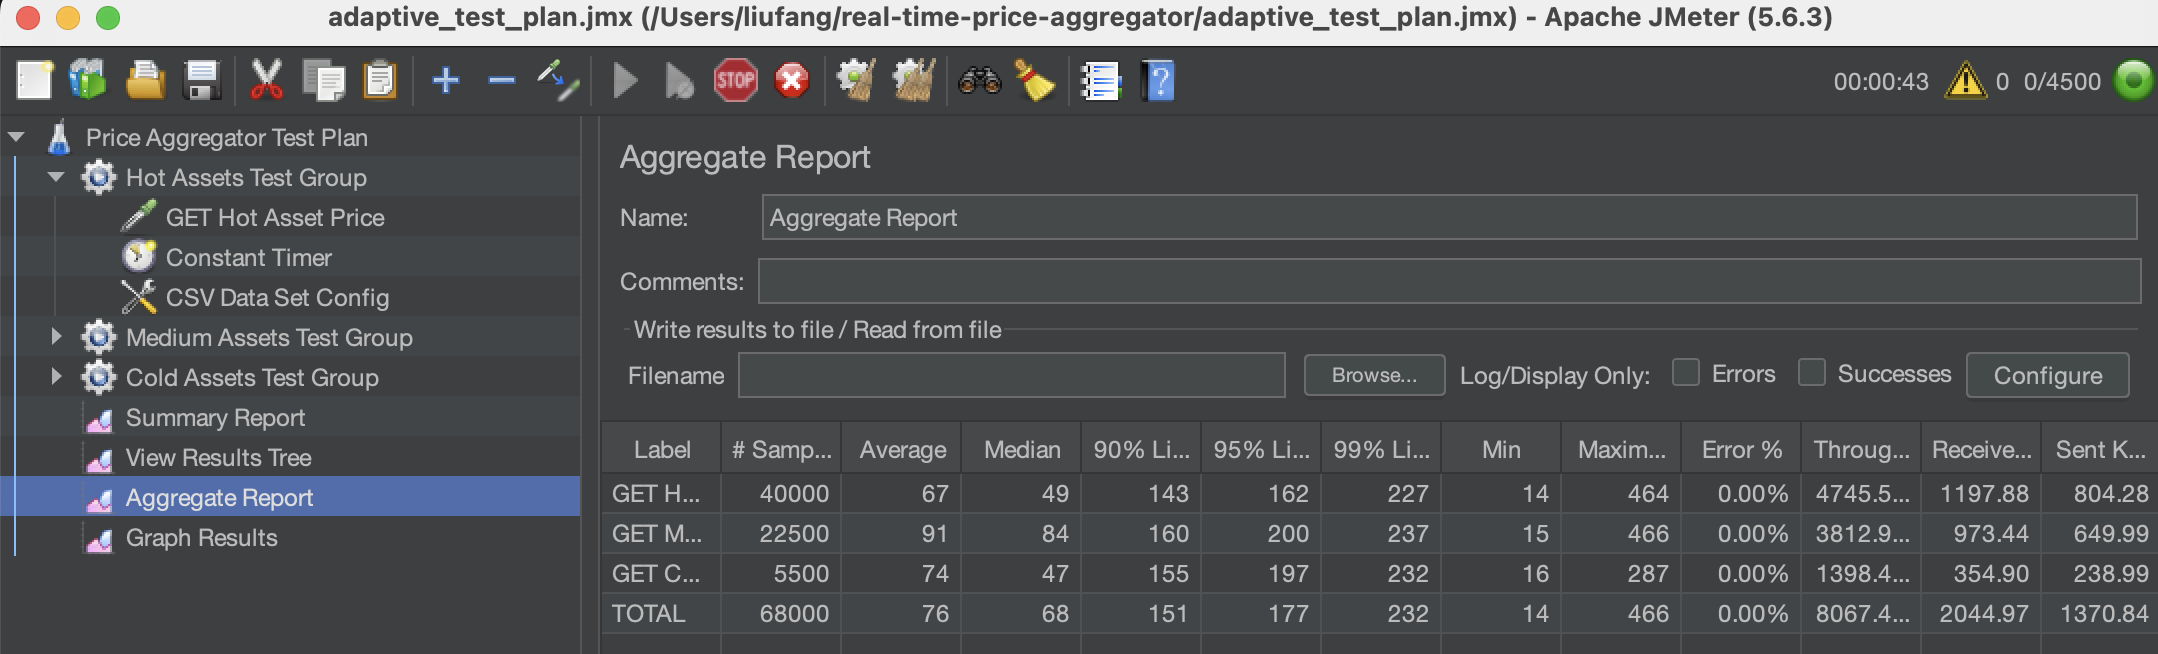 adaptive_test_plan.jmx (/Users/liufang/real-time-price-aggregator/adaptive_test_plan.jmx) - Apache JMeter (5.6.3)
STOP
00:00:43 0 0/4500
Price Aggregator Test Plan
Hot Assets Test Group
GET Hot Asset Price
Constant Timer
CSV Data Set Config
Medium Assets Test Group
Cold Assets Test Group
Summary Report
View Results Tree
Aggregate Report
Graph Results
Aggregate Report
Name: Aggregate Report
Comments:
Write results to file / Read from file
Filename Browse... Log/Display Only: Errors Successes Configure
Label # Samp... Average Median 90% Li... 95% Li... 99% Li... Min Maxim... Error % Throug... Receive... Sent K...
GET H... 40000 67 49 143 162 227 14 464 0.00% 4745.5... 1197.88 804.28
GET M... 22500 91 84 160 200 237 15 466 0.00% 3812.9... 973.44 649.99
GET C... 5500 74 47 155 197 232 16 287 0.00% 1398.4... 354.90 238.99
TOTAL 68000 76 68 151 177 232 14 466 0.00% 8067.4... 2044.97 1370.84